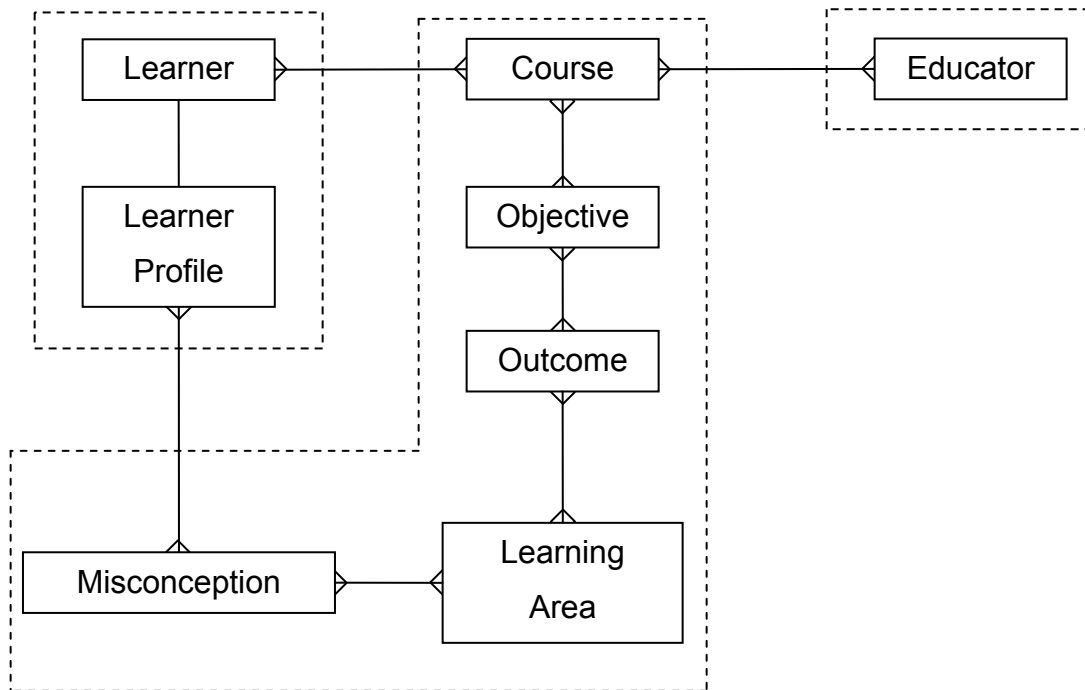 Learner
Course
Educator
Learner
Profile
Objective
Outcome
Misconception
Learning
Area